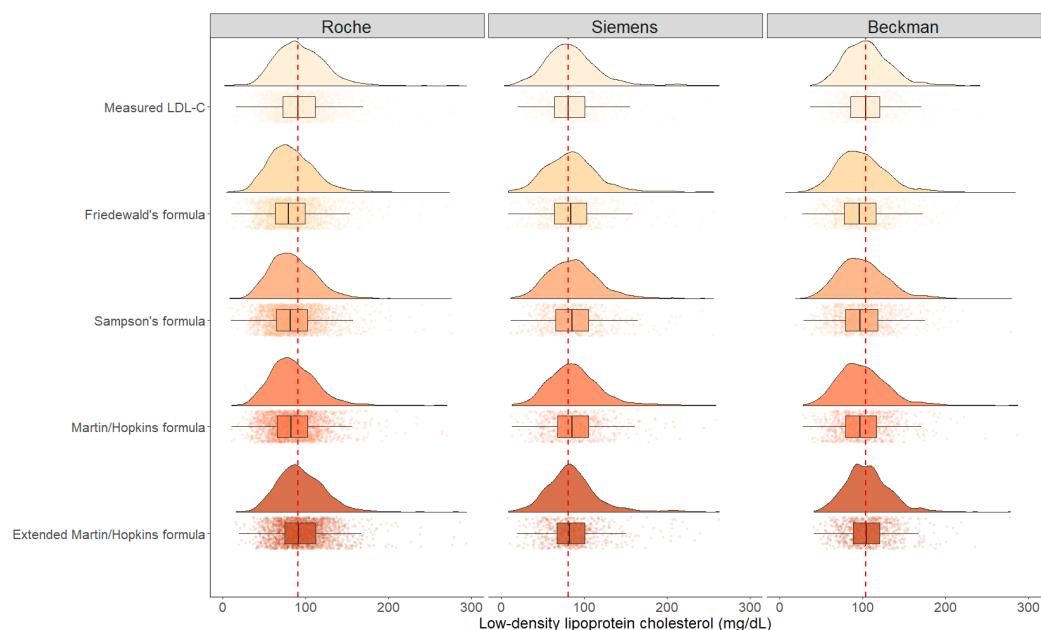 Roche Siemens Beckman
Measured LDL-C
Friedewald's formula
Sampson's formula
Martin/Hopkins formula
Extended Martin/Hopkins formula
0 100 200 300 0 100 200 300 0 100 200 300
Low-density lipoprotein cholesterol (mg/dL)